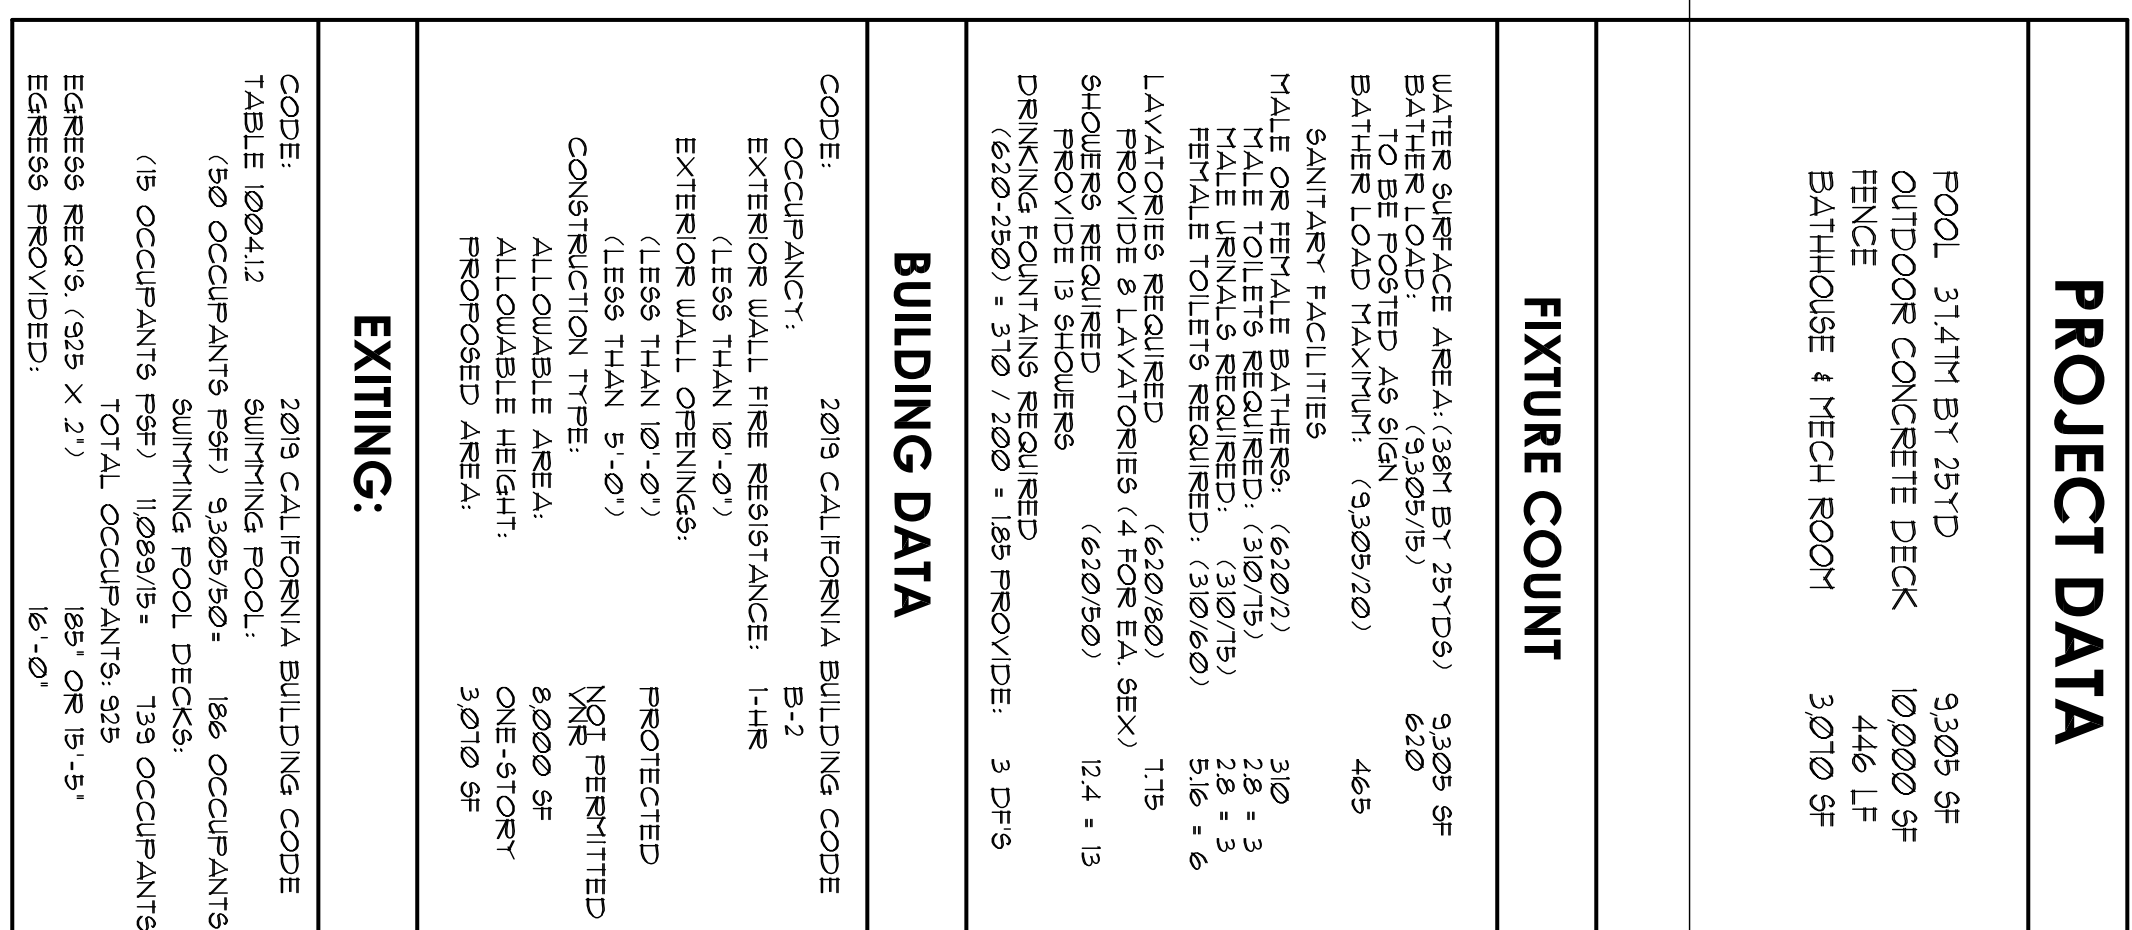 PROJECT DATA
POOL 37.47M BY 25YD 9,305 SF
OUTDOOR CONCRETE DECK 10,000 SF
FENCE 446 LF
BATHHOUSE & MECH ROOM 3,070 SF
FIXTURE COUNT
WATER SURFACE AREA: (38M BY 25YDS) 9,305 SF
BATHER LOAD: (9,305/15) 620
TO BE POSTED AS SIGN
BATHER LOAD MAXIMUM: (9,305/20) 465
SANITARY FACILITIES
MALE OR FEMALE BATHERS: (620/2) 310
MALE TOILETS REQUIRED: (310/75) 2.8 = 3
MALE URINALS REQUIRED: (310/75) 2.8 = 3
FEMALE TOILETS REQUIRED: (310/60) 5.16 = 6
LAVATORIES REQUIRED (620/80) 7.75
PROVIDE 8 LAVATORIES (4 FOR EA. SEX)
SHOWERS REQUIRED (620/50) 12.4 = 13
PROVIDE 13 SHOWERS
DRINKING FOUNTAINS REQUIRED
(620-250) = 370 / 200 = 1.85 PROVIDE: 3 DF'S
BUILDING DATA
CODE: 2019 CALIFORNIA BUILDING CODE
OCCUPANCY: B-2
EXTERIOR WALL FIRE RESISTANCE: 1-HR
(LESS THAN 10'-0")
EXTERIOR WALL OPENINGS:
(LESS THAN 10'-0") PROTECTED
(LESS THAN 5'-0") NOT PERMITTED
CONSTRUCTION TYPE: VNR
ALLOWABLE AREA: 8,000 SF
ALLOWABLE HEIGHT: ONE-STORY
PROPOSED AREA: 3,070 SF
EXITING:
CODE: 2019 CALIFORNIA BUILDING CODE
TABLE 1004.1.2 SWIMMING POOL:
(50 OCCUPANTS PSF) 9,305/50= 186 OCCUPANTS
SWIMMING POOL DECKS:
(15 OCCUPANTS PSF) 11,089/15 = 739 OCCUPANTS
TOTAL OCCUPANTS: 925
EGRESS REQ'S. (925 X .2") 185" OR 15'-5"
EGRESS PROVIDED: 16'-0"